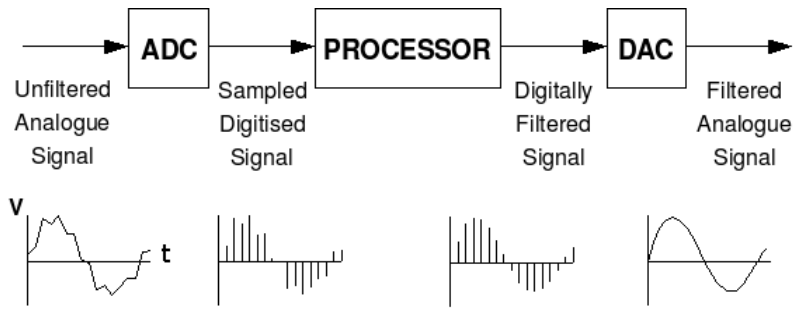 ADC
PROCESSOR
DAC
Unfiltered
Analogue
Signal
Sampled
Digitised
Signal
Digitally
Filtered
Signal
Filtered
Analogue
Signal
V
t